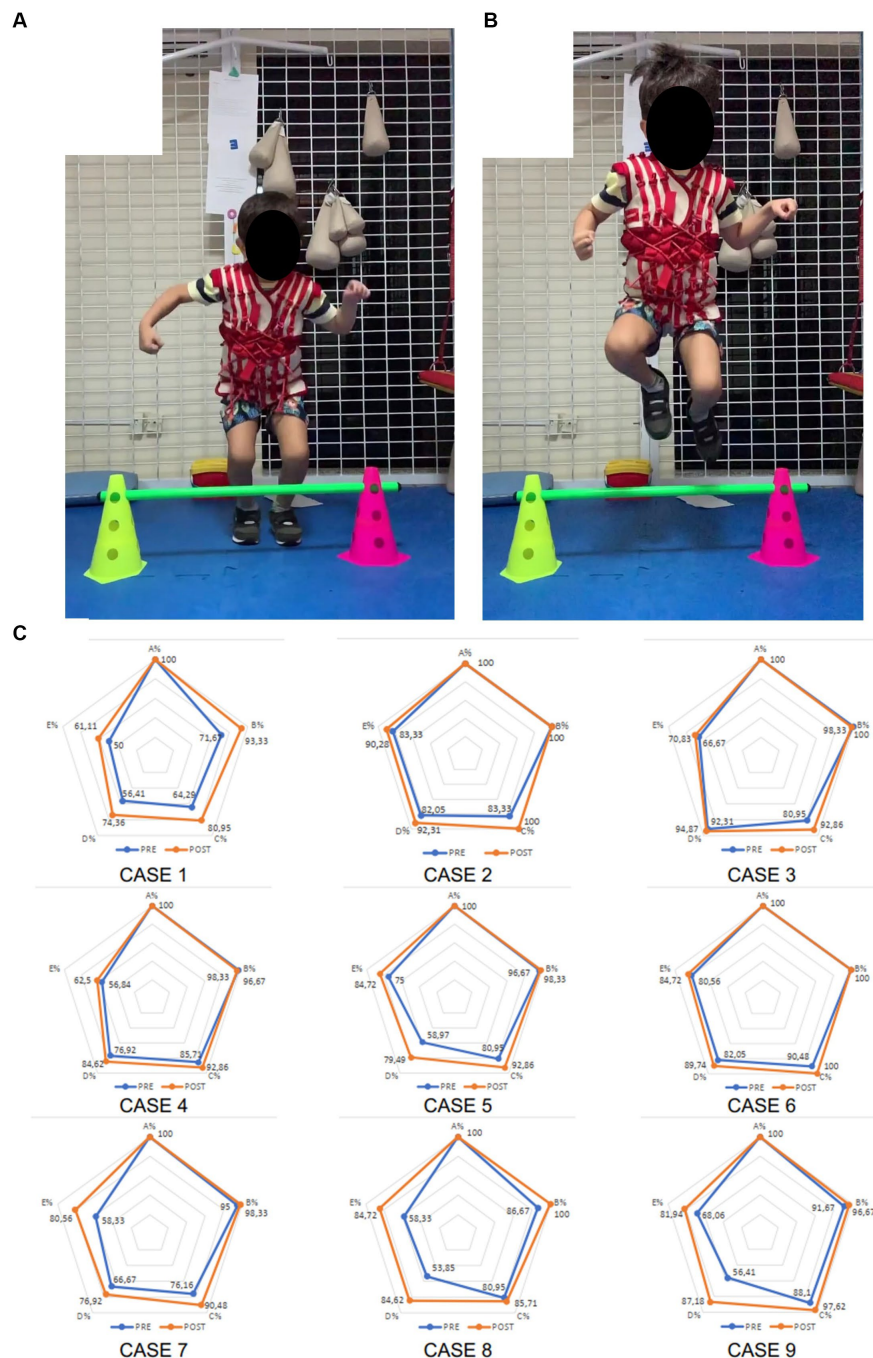 A
B
C
A%
100
E%
61,11
B%
71,67
50
93,33
56,41
64,29
74,36
80,95
D%
C%
PRE
POST
CASE 1
A%
100
E%
B%
83,33
100
90,28
82,05
83,33
100
D%
C%
92,31
PRE
POST
CASE 2
A%
100
E%
B%
98,33
70,83
66,67
100
80,95
92,31
94,87
92,86
D%
C%
PRE
POST
CASE 3
A%
100
E%
B%
98,33
62,5
56,84
96,67
76,92
85,71
84,62
92,86
D%
C%
PRE
POST
CASE 4
A%
100
E%
B%
96,67
84,72
75
98,33
58,97
80,95
79,49
92,86
D%
C%
PRE
POST
CASE 5
A%
100
E%
B%
84,72
80,56
100
82,05
90,48
89,74
100
D%
C%
PRE
POST
CASE 6
A%
100
E%
B%
95
80,56
58,33
98,33
66,67
76,16
76,92
90,48
D%
C%
PRE
POST
CASE 7
A%
100
E%
B%
86,67
84,72
58,33
100
53,85
80,95
84,62
85,71
D%
C%
PRE
POST
CASE 8
A%
100
E%
B%
91,67
81,94
68,06
96,67
56,41
88,1
87,18
97,62
D%
C%
PRE
POST
CASE 9